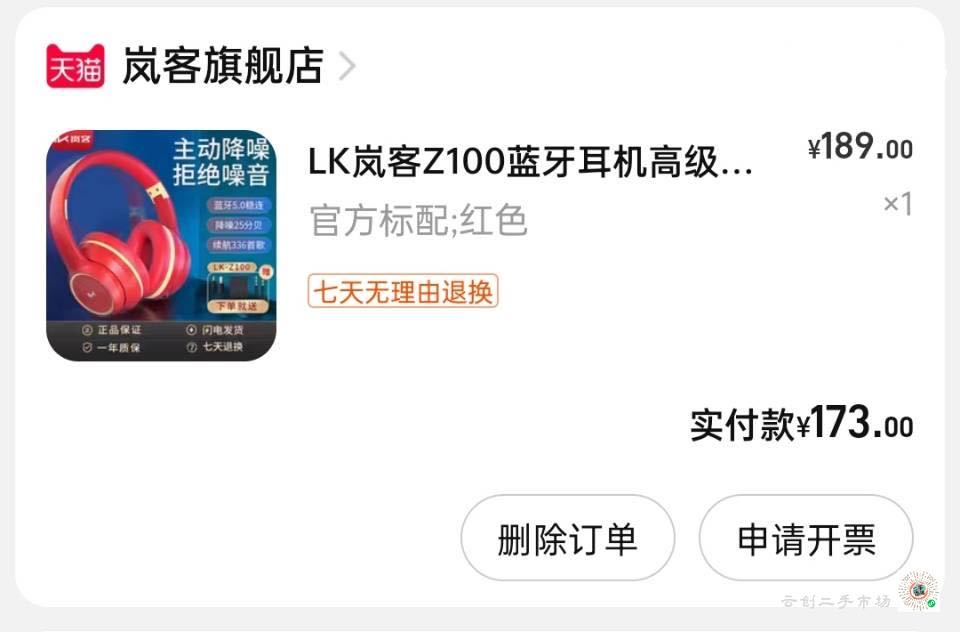 天猫 岚客旗舰店
LK岚客
主动降噪
拒绝噪音
蓝牙5.0稳连
降噪25分贝
续航336首歌
LK-Z100
赠
下单就送
正品保证
闪电发货
一年质保
七天退换
LK岚客Z100蓝牙耳机高级...
¥189.00
官方标配;红色
×1
七天无理由退换
实付款¥173.00
删除订单
申请开票
云创二手市场